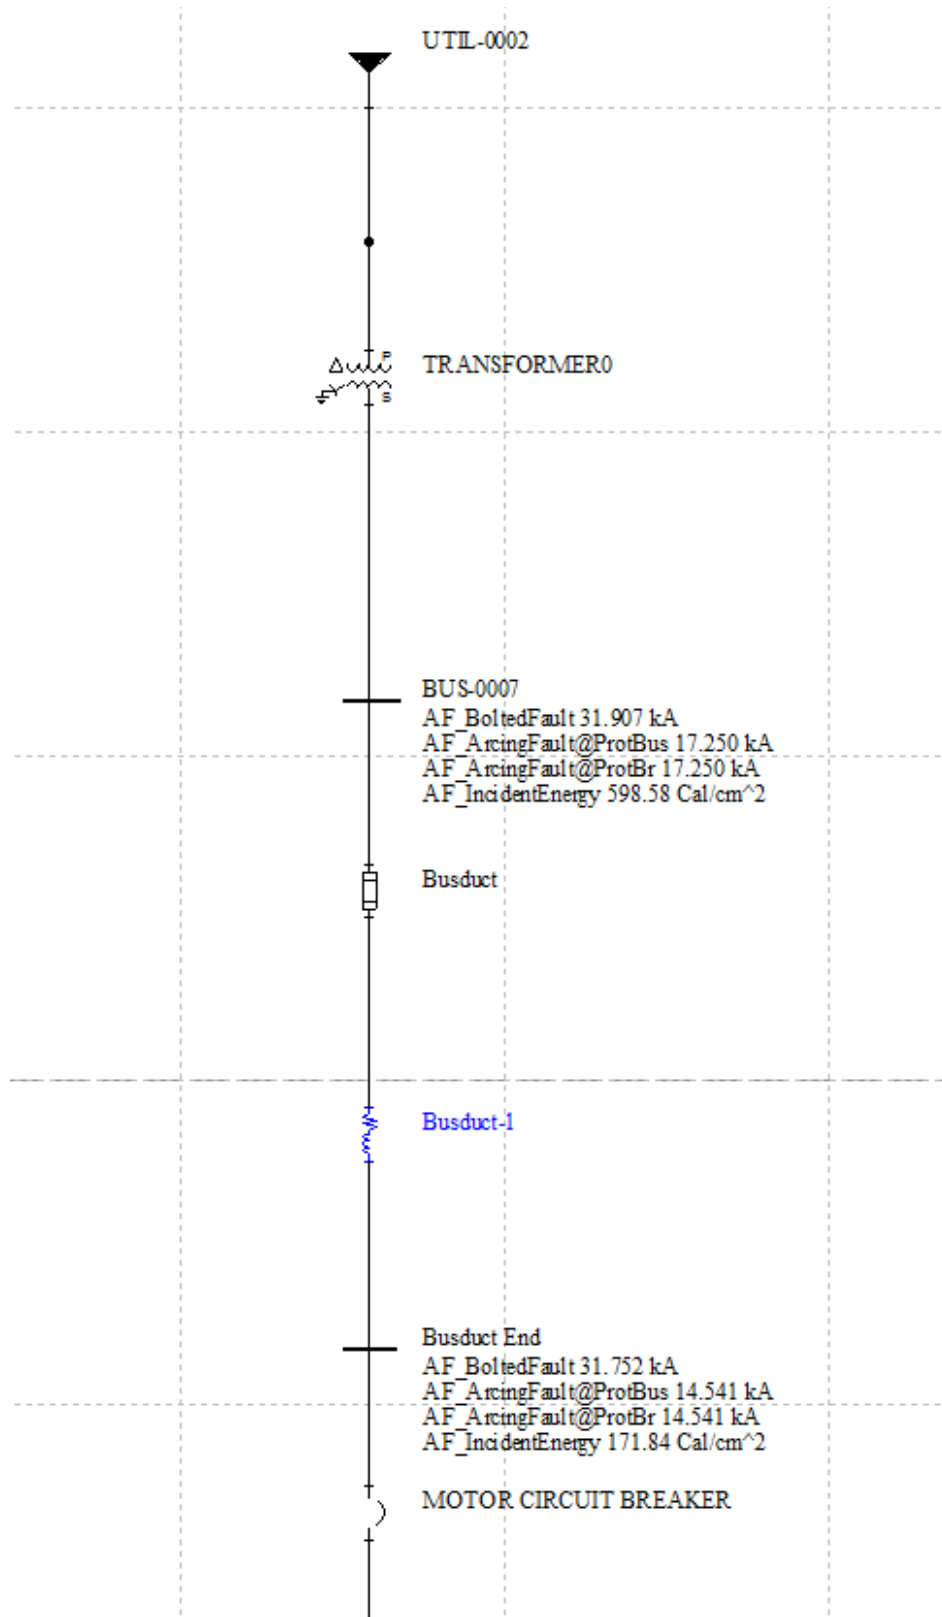 UTIL-0002
P
TRANSFORMER0
S
BUS-0007
AF_BoltedFault 31.907 kA
AF_ArcingFault@ProtBus 17.250 kA
AF_ArcingFault@ProtBr 17.250 kA
AF_IncidentEnergy 598.58 Cal/cm^2
Busduct
Busduct-1
Busduct End
AF_BoltedFault 31.752 kA
AF_ArcingFault@ProtBus 14.541 kA
AF_ArcingFault@ProtBr 14.541 kA
AF_IncidentEnergy 171.84 Cal/cm^2
MOTOR CIRCUIT BREAKER